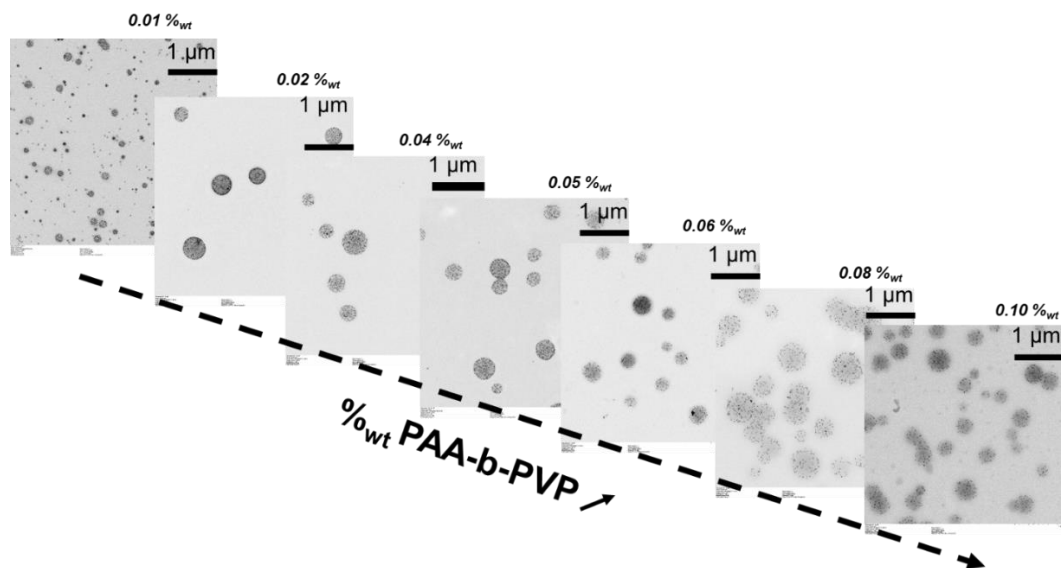 0.01 %wt
1 µm
0.02 %wt
1 µm
0.04 %wt
1 µm
0.05 %wt
1 µm
0.06 %wt
1 µm
0.08 %wt
1 µm
0.10 %wt
1 µm
%wt PAA-b-PVP